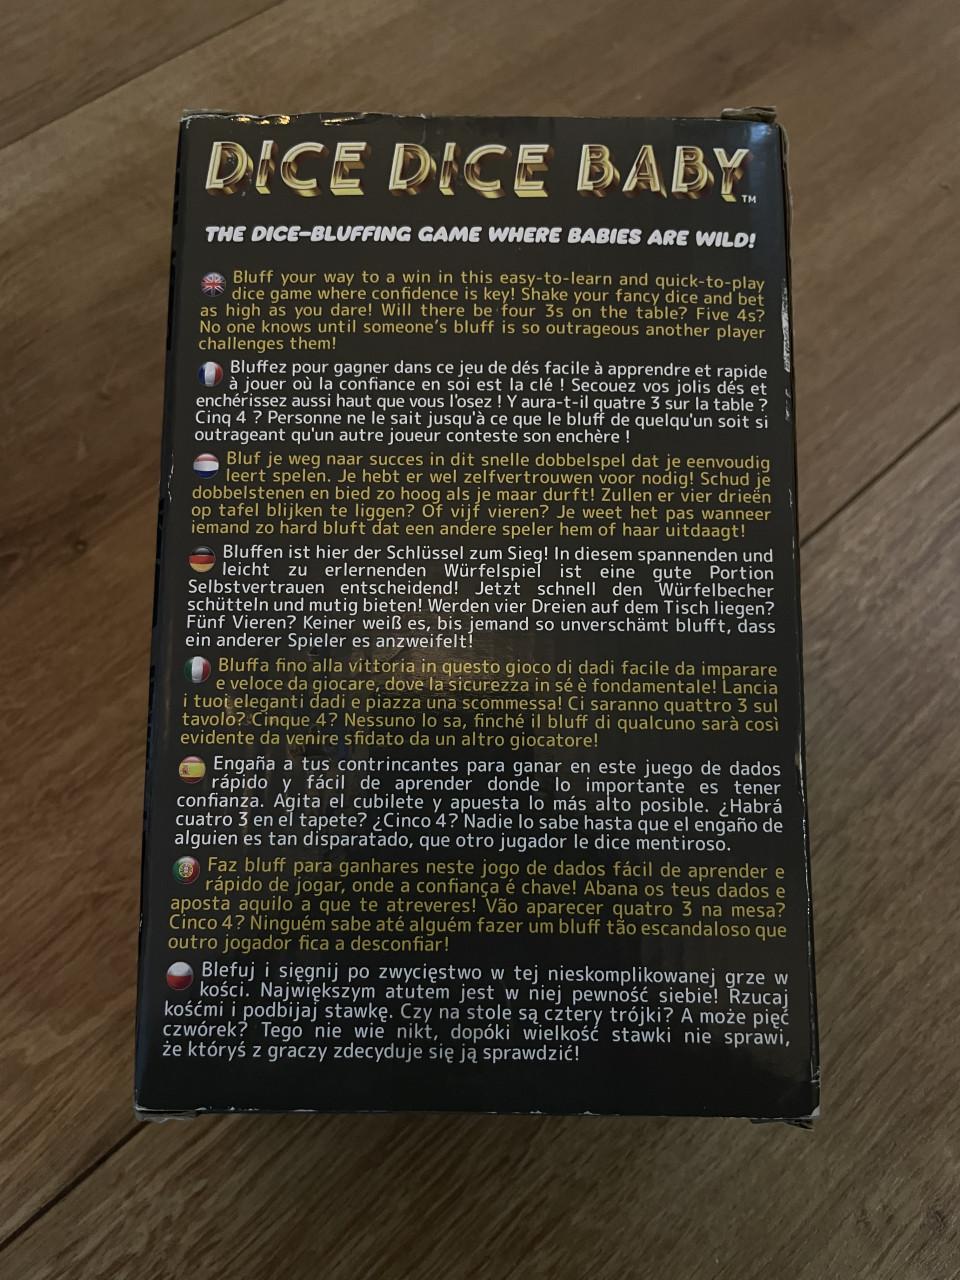 DICE DICE BABY™
THE DICE-BLUFFING GAME WHERE BABIES ARE WILD!
Bluff your way to a win in this easy-to-learn and quick-to-play
dice game where confidence is key! Shake your fancy dice and bet
as high as you dare! Will there be four 3s on the table? Five 4s?
No one knows until someone's bluff is so outrageous another player
challenges them!
Bluffez pour gagner dans ce jeu de dés facile à apprendre et rapide
à jouer où la confiance en soi est la clé ! Secouez vos jolis dés et
enchérissez aussi haut que vous l'osez ! Y aura-t-il quatre 3 sur la table ?
Cinq 4 ? Personne ne le sait jusqu'à ce que le bluff de quelqu'un soit si
outrageant qu'un autre joueur conteste son enchère !
Bluf je weg naar succes in dit snelle dobbelspel dat je eenvoudig
leert spelen. Je hebt er wel zelfvertrouwen voor nodig! Schud je
dobbelstenen en bied zo hoog als je maar durft! Zullen er vier drieën
op tafel blijken te liggen? Of vijf vieren? Je weet het pas wanneer
iemand zo hard bluft dat een andere speler hem of haar uitdaagt!
Bluffen ist hier der Schlüssel zum Sieg! In diesem spannenden und
leicht zu erlernenden Würfelspiel ist eine gute Portion
Selbstvertrauen entscheidend! Jetzt schnell den Würfelbecher
schütteln und mutig bieten! Werden vier Dreien auf dem Tisch liegen?
Fünf Vieren? Keiner weiß es, bis jemand so unverschämt blufft, dass
ein anderer Spieler es anzweifelt!
Bluffa fino alla vittoria in questo gioco di dadi facile da imparare
e veloce da giocare, dove la sicurezza in sé è fondamentale! Lancia
i tuoi eleganti dadi e piazza una scommessa! Ci saranno quattro 3 sul
tavolo? Cinque 4? Nessuno lo sa, finché il bluff di qualcuno sarà così
evidente da venire sfidato da un altro giocatore!
Engaña a tus contrincantes para ganar en este juego de dados
rápido y fácil de aprender donde lo importante es tener
confianza. Agita el cubilete y apuesta lo más alto posible. ¿Habrá
cuatro 3 en el tapete? ¿Cinco 4? Nadie lo sabe hasta que el engaño de
alguien es tan disparatado, que otro jugador le dice mentiroso.
Faz bluff para ganhares neste jogo de dados fácil de aprender e
rápido de jogar, onde a confiança é chave! Abana os teus dados e
aposta aquilo a que te atreveres! Vão aparecer quatro 3 na mesa?
Cinco 4? Ninguém sabe até alguém fazer um bluff tão escandaloso que
outro jogador fica a desconfiar!
Blefuj i sięgnij po zwycięstwo w tej nieskomplikowanej grze w
kości. Największym atutem jest w niej pewność siebie! Rzucaj
kośćmi i podbijaj stawkę. Czy na stole są cztery trójki? A może pięć
czwórek? Tego nie wie nikt, dopóki wielkość stawki nie sprawi,
że któryś z graczy zdecyduje się ją sprawdzić!